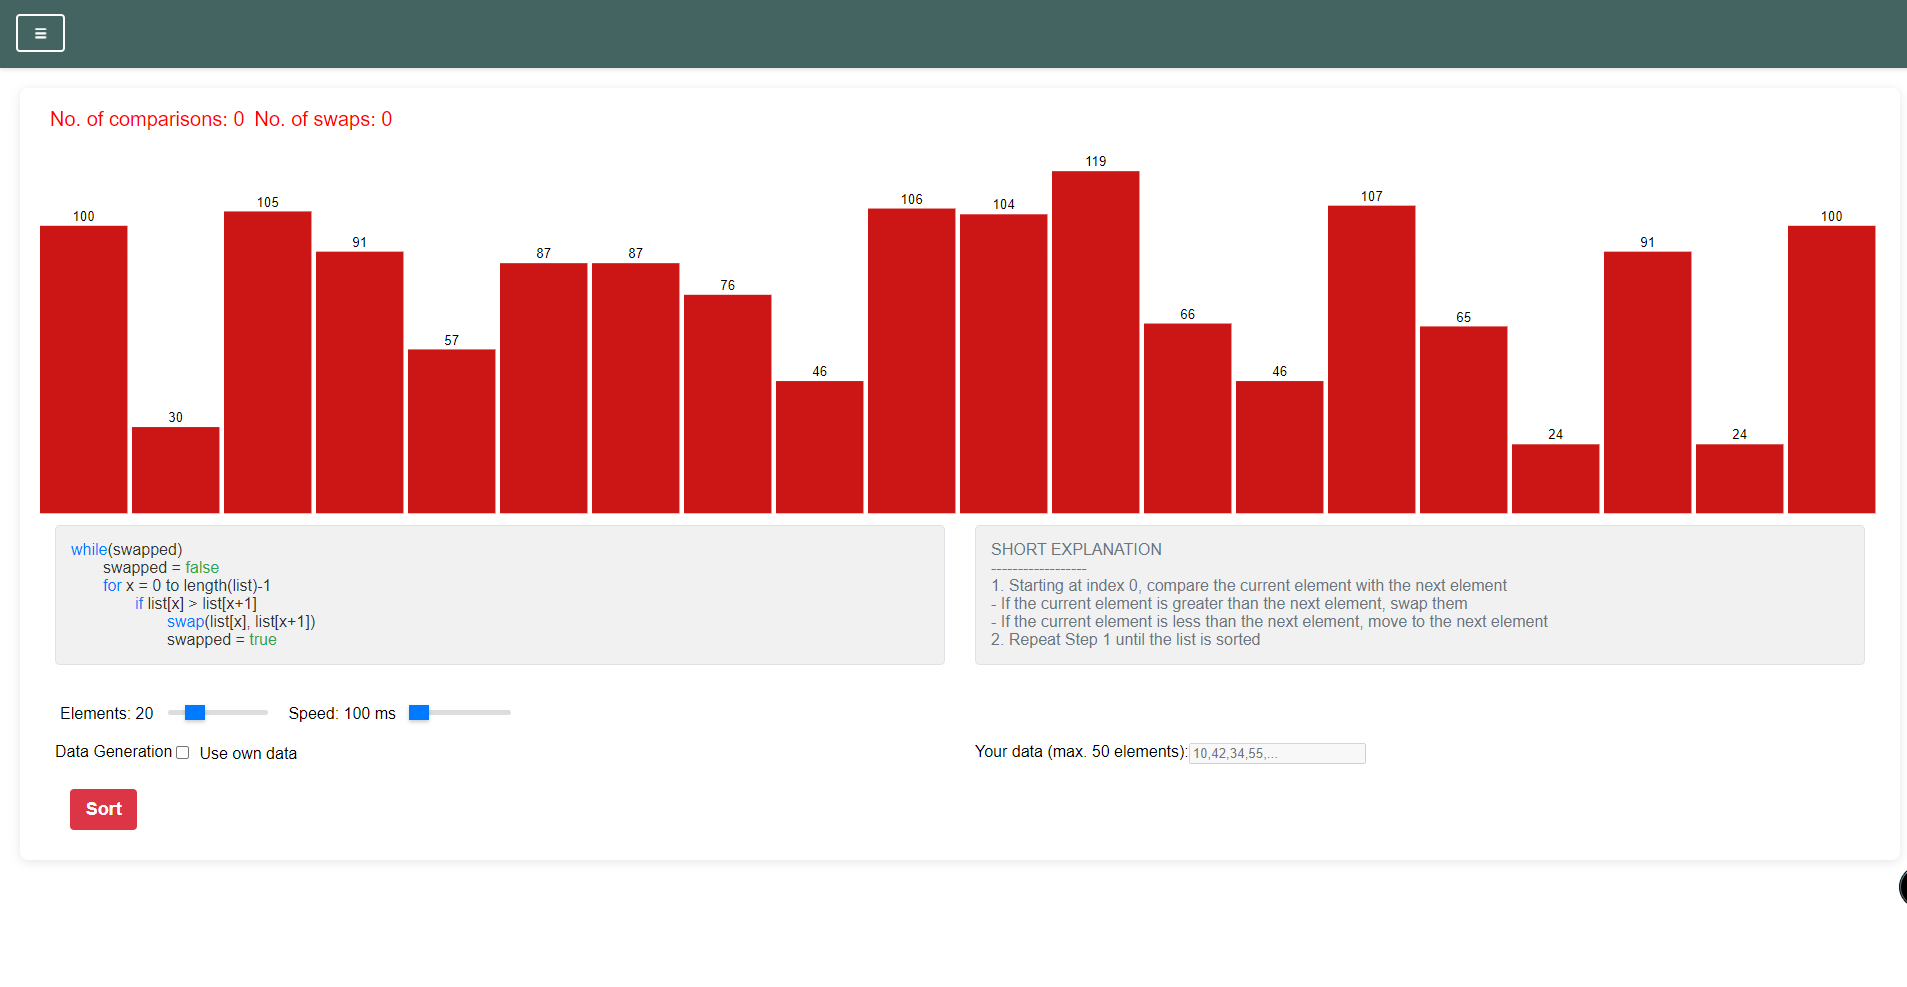 No. of comparisons: 0 No. of swaps: 0
100 30 105 91 57 87 87 76 46 106 104 119 66 46 107 65 24 91 24 100
while(swapped)
swapped = false
for x = 0 to length(list)-1
if list[x] > list[x+1]
swap(list[x], list[x+1])
swapped = true
SHORT EXPLANATION
------------------
1. Starting at index 0, compare the current element with the next element
- If the current element is greater than the next element, swap them
- If the current element is less than the next element, move to the next element
2. Repeat Step 1 until the list is sorted
Elements: 20 Speed: 100 ms
Data Generation Use own data
Your data (max. 50 elements): 10,42,34,55,...
Sort